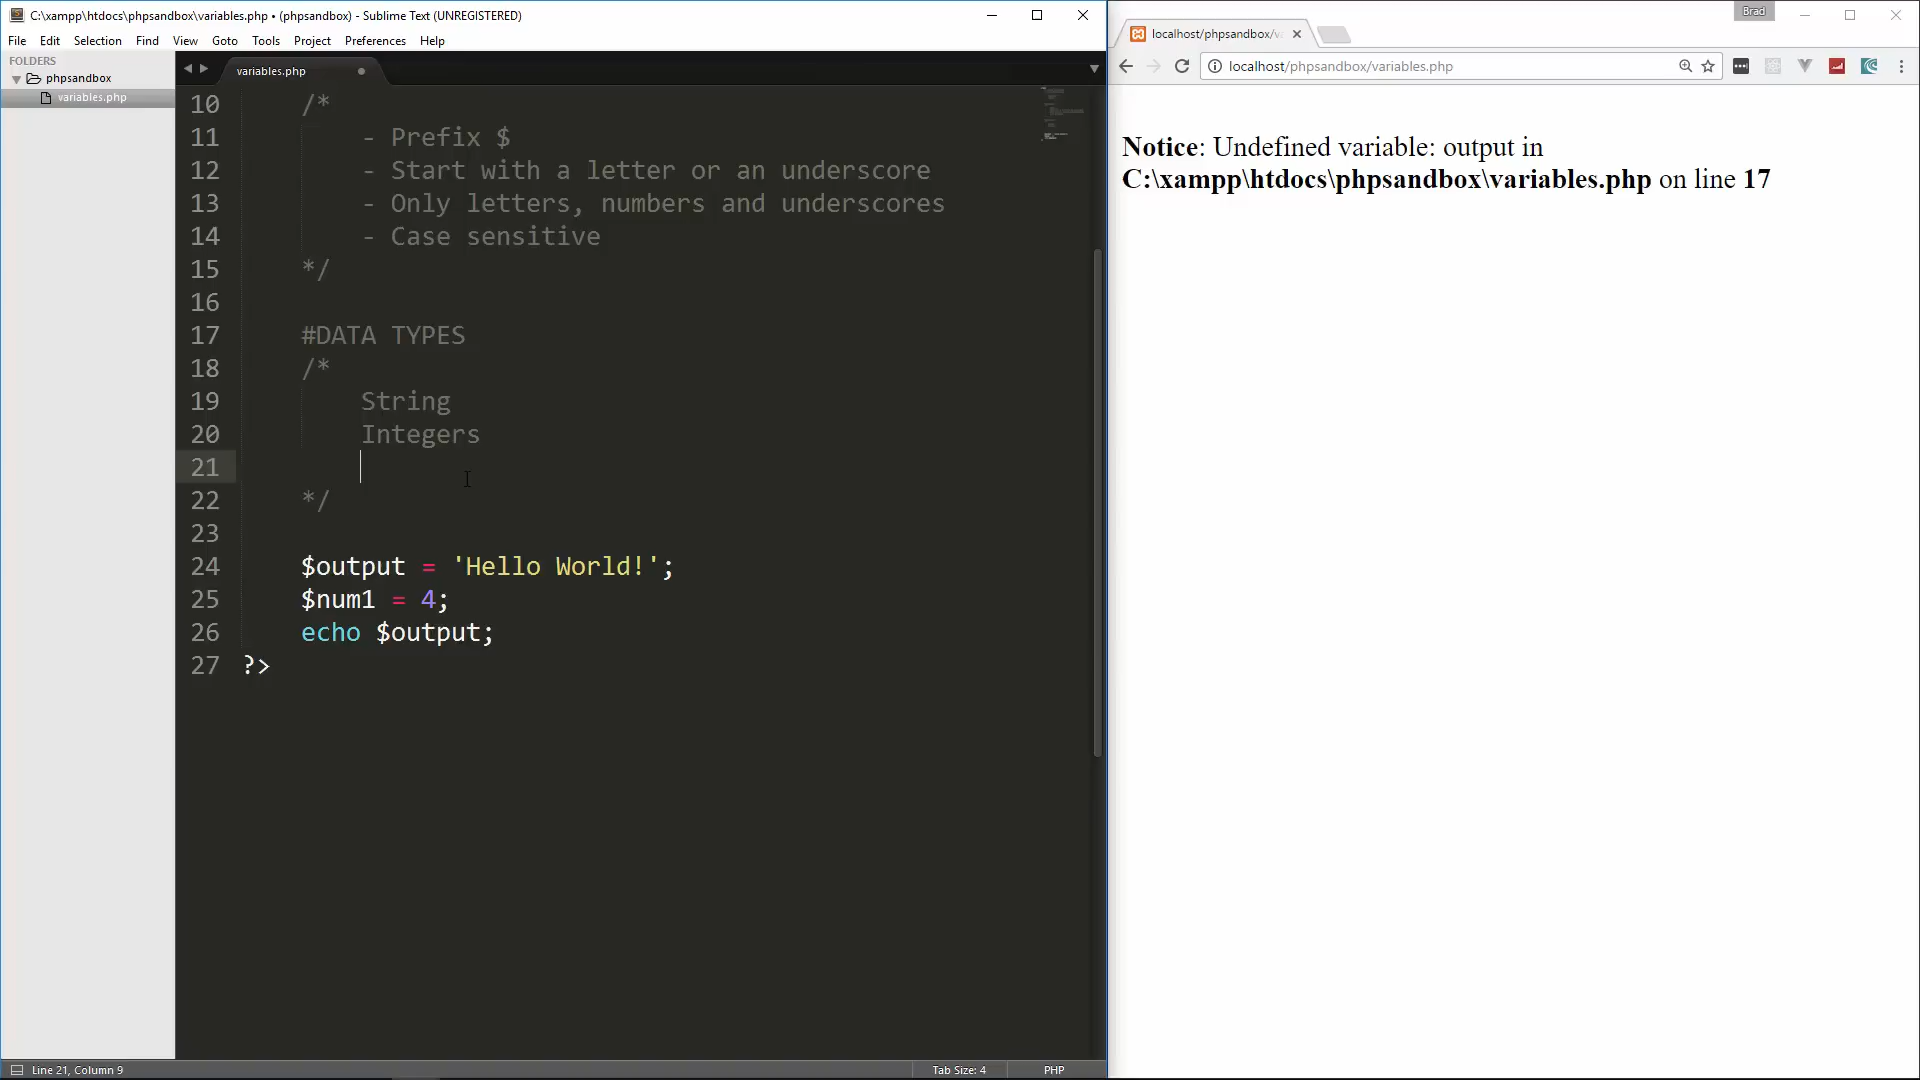 C:\xampp\htdocs\phpsandbox\variables.php • (phpsandbox) - Sublime Text (UNREGISTERED)
File Edit Selection Find View Goto Tools Project Preferences Help
FOLDERS
phpsandbox
variables.php
variables.php
10 /*
11 - Prefix $
12 - Start with a letter or an underscore
13 - Only letters, numbers and underscores
14 - Case sensitive
15 */
16
17 #DATA TYPES
18 /*
19 String
20 Integers
21
22 */
23
24 $output = 'Hello World!';
25 $num1 = 4;
26 echo $output;
27 ?>
Line 21, Column 9
Tab Size: 4
PHP
Brad
localhost/phpsandbox/v
localhost/phpsandbox/variables.php
Notice: Undefined variable: output in
C:\xampp\htdocs\phpsandbox\variables.php on line 17